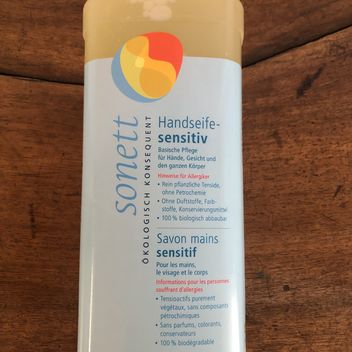 sonett
ÖKOLOGISCH KONSEQUENT
Handseife-
sensitiv
Basische Pflege
für Hände, Gesicht und
den ganzen Körper
Hinweise für Allergiker
• Rein pflanzliche Tenside,
ohne Petrochemie
• Ohne Duftstoffe, Farb-
stoffe, Konservierungsmittel
• 100 % biologisch abbaubar
Savon mains
sensitif
Pour les mains,
le visage et le corps
Informations pour les personnes
souffrant d'allergies
• Tensioactifs purement
végétaux, sans composants
pétrochimiques
• Sans parfums, colorants,
conservateurs
• 100 % biodégradable